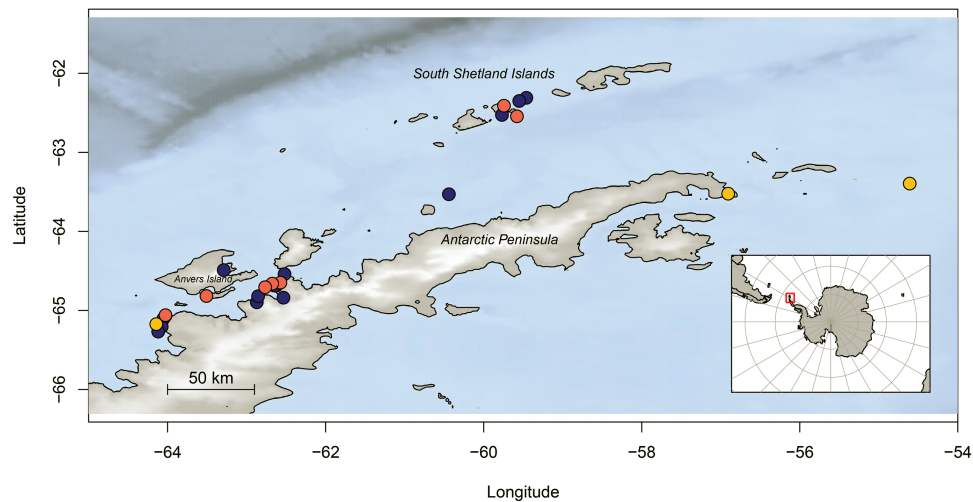 South Shetland Islands
Antarctic Peninsula
Anvers Island
50 km
−62
−63
−64
−65
−66
Latitude
−64
−62
−60
−58
−56
−54
Longitude